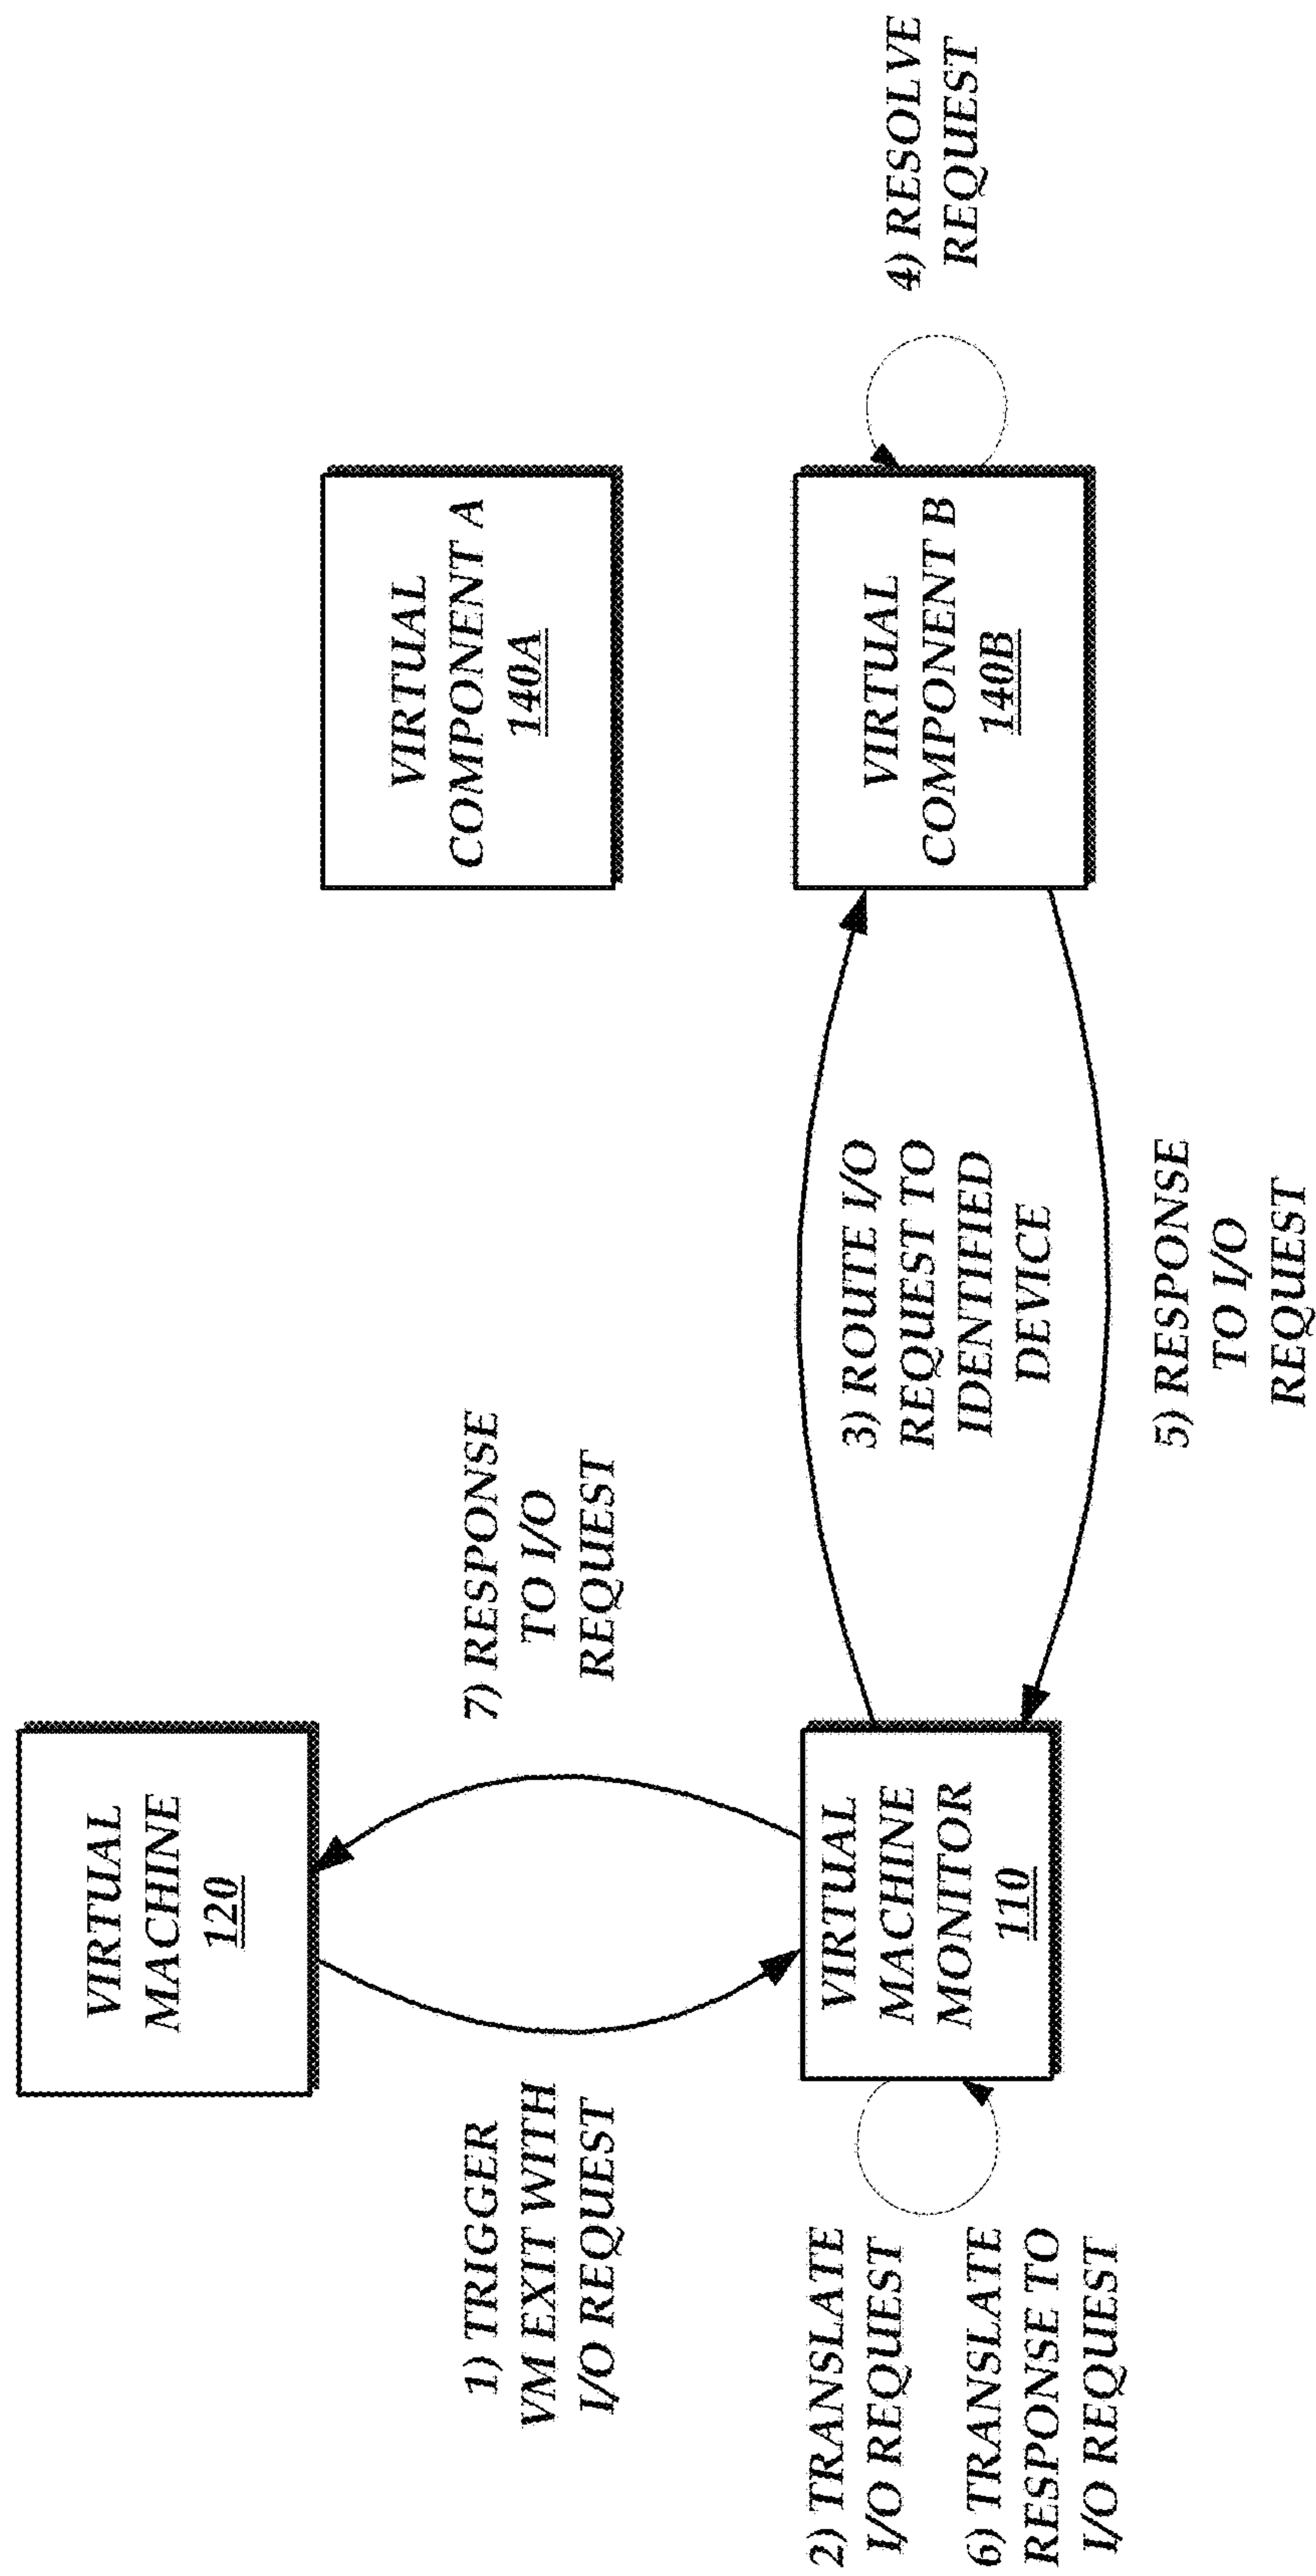 VIRTUAL
MACHINE
120
1) TRIGGER
VM EXIT WITH
I/O REQUEST
7) RESPONSE
TO I/O
REQUEST
VIRTUAL
COMPONENT A
140A
2) TRANSLATE
I/O REQUEST
6) TRANSLATE
RESPONSE TO
I/O REQUEST
VIRTUAL
MACHINE
MONITOR
110
3) ROUTE I/O
REQUEST TO
IDENTIFIED
DEVICE
5) RESPONSE
TO I/O
REQUEST
VIRTUAL
COMPONENT B
140B
4) RESOLVE
REQUEST